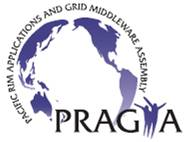 PACIFIC RIM APPLICATIONS AND GRID MIDDLEWARE ASSEMBLY
PRAGMA